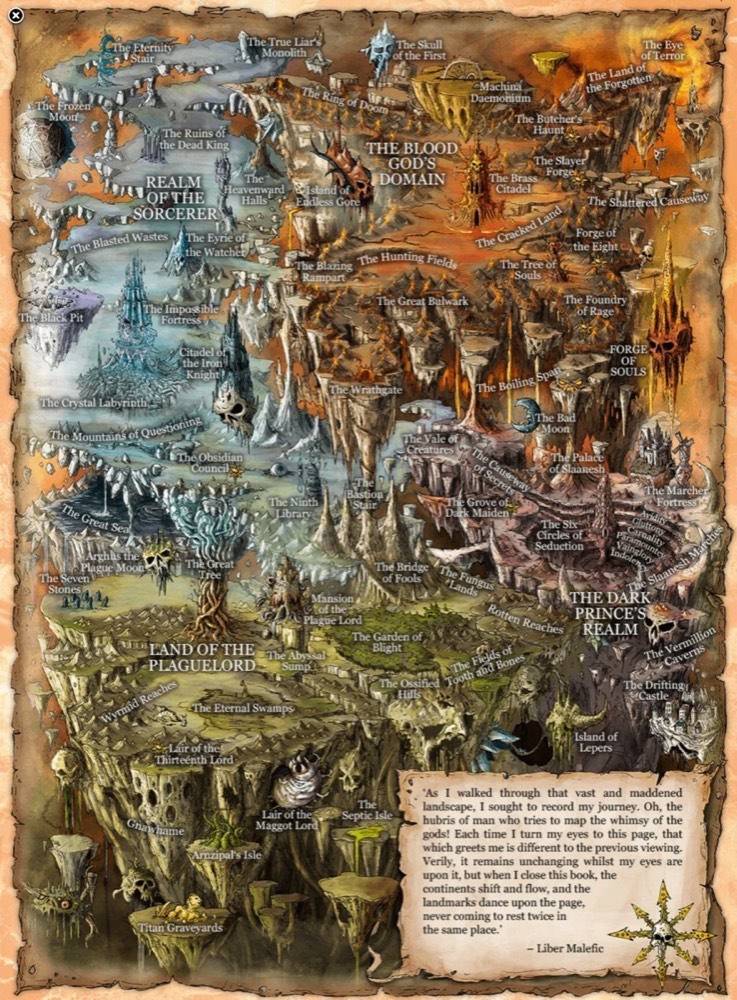 The Eternity
Stair
The True Liar's
Monolith
The Skull
of the First
The Eye
of Terror
The Land of
the Forgotten
The Ring of Doom
Machina
Daemonium
The Frozen
Moon
The Butcher's
Haunt
The Ruins of
the Dead King
THE BLOOD
GOD'S
DOMAIN
The Slayer
Forge
REALM
OF THE
SORCERER
The
Heavenward
Halls
Island of
Endless Gore
The Brass
Citadel
The Shattered Causeway
The Blasted Wastes
The Eyrie of
the Watcher
The Cracked Land
Forge of
the Eight
The Blazing
Rampart
The Hunting Fields
The Tree of
Souls
The Black Pit
The Impossible
Fortress
The Great Bulwark
The Foundry
of Rage
Citadel of
the Iron
Knight
FORGE
OF
SOULS
The Wrathgate
The Boiling Span
The Crystal Labyrinth
The Bad
Moon
The Mountains of Questioning
The Vale of
Creatures
The Causeway
of Secrets
The Obsidian
Council
The Palace
of Slaanesh
The Marcher
Fortress
The Great Sea
The Ninth
Library
The
Bastion
Stair
The Grove of
Dark Maiden
The Six
Circles of
Seduction
Avidity
Gluttony
Carnality
Paramountcy
Vainglory
Indolence
The Slaanesh Marches
Arghus the
Plague Moon
The Great
Tree
The Seven
Stones
The Bridge
of Fools
The Fungus
Lands
Mansion
of the
Plague Lord
Rotten Reaches
THE DARK
PRINCE'S
REALM
The Garden of
Blight
LAND OF THE
PLAGUELORD
The Abyssal
Sump
The Fields of
Tooth and Bones
The Vermillion
Caverns
Wyrmid Reaches
The Eternal Swamps
The Ossified
Hills
The Drifting
Castle
Lair of the
Thirteenth Lord
Island of
Lepers
Gnawhame
Lair of the
Maggot Lord
The
Septic Isle
Arnzipal's Isle
Titan Graveyards
'As I walked through that vast and maddened
landscape, I sought to record my journey. Oh, the
hubris of man who tries to map the whimsy of the
gods! Each time I turn my eyes to this page, that
which greets me is different to the previous viewing.
Verily, it remains unchanging whilst my eyes are
upon it, but when I close this book, the
continents shift and flow, and the
landmarks dance upon the page,
never coming to rest twice in
the same place.'
– Liber Malefic